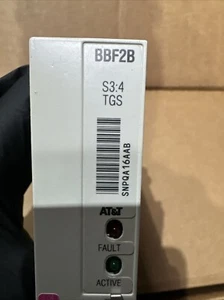 BBF2B
S3:4
TGS
SNPQA16AAB
AT&T
FAULT
ACTIVE